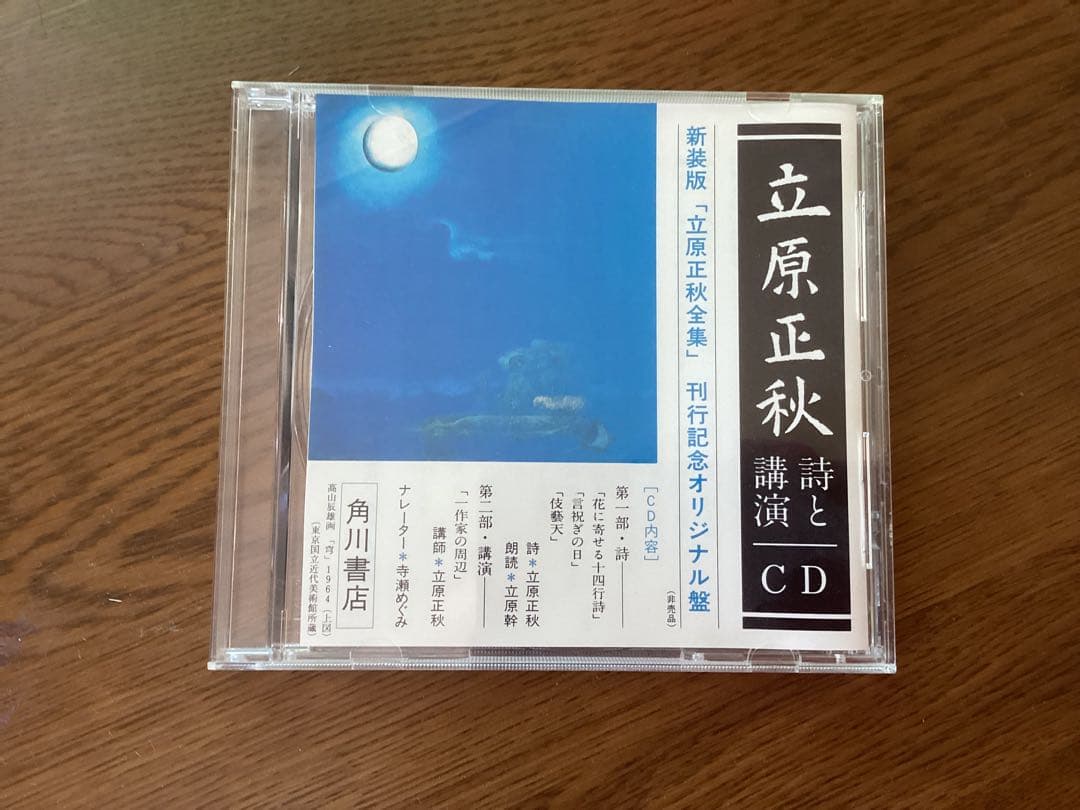 立原正秋
詩と
講演
CD
新装版「立原正秋全集」 刊行記念オリジナル盤
(非売品)
[CD内容]
第一部・詩
「花に寄せる十四行詩」
「言祝ぎの日」
「伎藝天」
詩*立原正秋
朗読*立原幹
第二部・講演
「一作家の周辺」
講師*立原正秋
ナレーター*寺瀬めぐみ
角川書店
高山辰雄画 「穹」1964(上図)
(東京国立近代美術館所蔵)